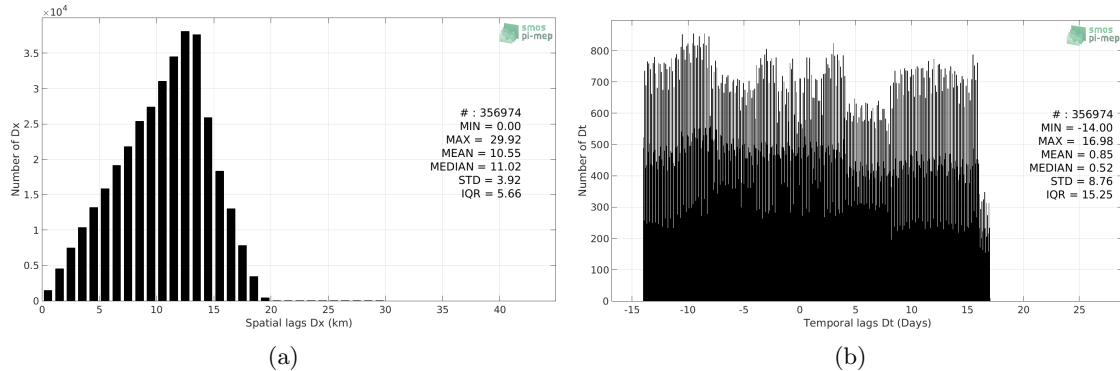 ×10^4
smos
pi-mep
3.5
3
2.5
2
1.5
1
0.5
0
Number of Dx
# : 356974
MIN = 0.00
MAX = 29.92
MEAN = 10.55
MEDIAN = 11.02
STD = 3.92
IQR = 5.66
0 5 10 15 20 25 30 35 40
Spatial lags Dx (km)
(a)
smos
pi-mep
800
700
600
500
400
300
200
100
0
Number of Dt
# : 356974
MIN = -14.00
MAX = 16.98
MEAN = 0.85
MEDIAN = 0.52
STD = 8.76
IQR = 15.25
-15 -10 -5 0 5 10 15 20 25
Temporal lags Dt (Days)
(b)